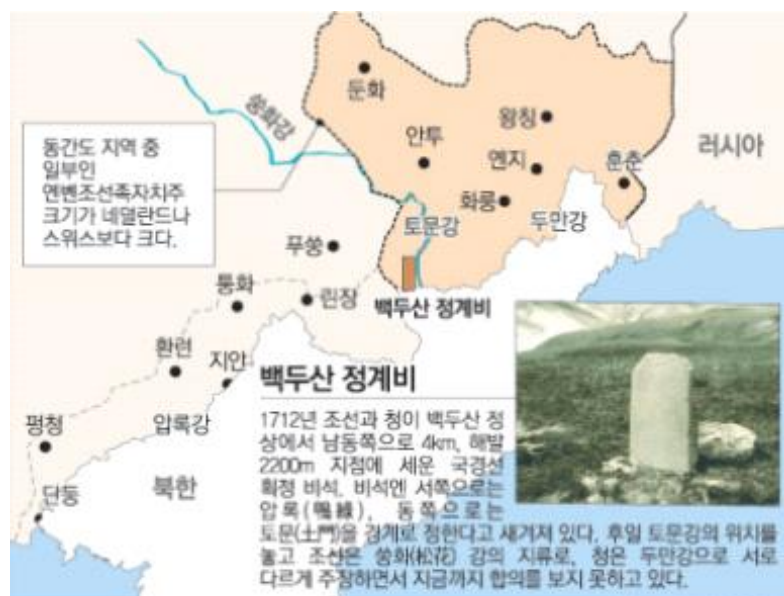 둔화
쑹화강
왕칭
안투
옌지
훈춘
러시아
동간도 지역 중
일부인
옌볜조선족자치주
크기가 네덜란드나
스위스보다 크다.
화룽
토문강
두만강
푸쑹
백두산 정계비
통화
린장
환련
지안
압록강
평청
북한
단둥
백두산 정계비
1712년 조선과 청이 백두산 정
상에서 남동쪽으로 4km, 해발
2200m 지점에 세운 국경선
획정 비석. 비석엔 서쪽으로는
압록(鴨綠), 동쪽으로는
토문(土門)을 경계로 정한다고 새겨져 있다. 후일 토문강의 위치를
놓고 조선은 쑹화(松花) 강의 지류로, 청은 두만강으로 서로
다르게 주장하면서 지금까지 합의를 보지 못하고 있다.